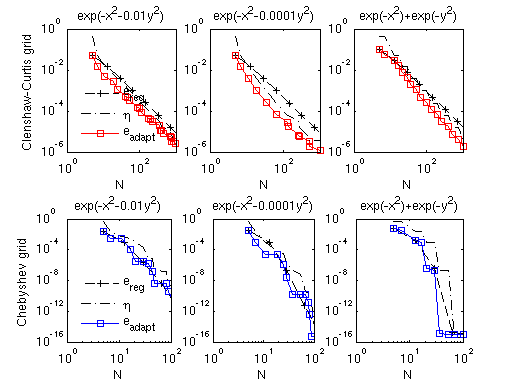 exp(-x²-0.01y²) exp(-x²-0.0001y²) exp(-x²)+exp(-y²)
Clenshaw-Curtis grid
10⁰ 10⁰ 10⁰
10⁻² 10⁻² 10⁻²
10⁻⁴ 10⁻⁴ 10⁻⁴
10⁻⁶ 10⁻⁶ 10⁻⁶
e_reg
η
e_adapt
10⁰ 10² 10⁰ 10² 10⁰ 10²
N N N
exp(-x²-0.01y²) exp(-x²-0.0001y²) exp(-x²)+exp(-y²)
Chebyshev grid
10⁰ 10⁰ 10⁰
10⁻⁴ 10⁻⁴ 10⁻⁴
10⁻⁸ 10⁻⁸ 10⁻⁸
10⁻¹² 10⁻¹² 10⁻¹²
10⁻¹⁶ 10⁻¹⁶ 10⁻¹⁶
e_reg
η
e_adapt
10⁰ 10¹ 10² 10⁰ 10¹ 10² 10⁰ 10¹ 10²
N N N